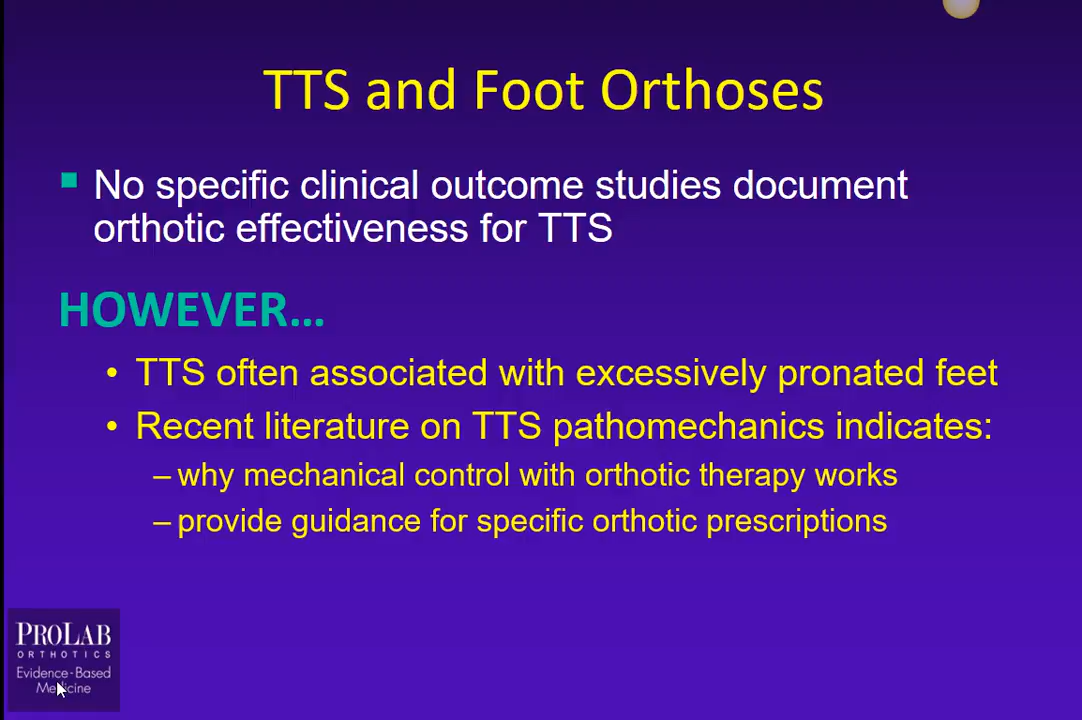 TTS and Foot Orthoses
No specific clinical outcome studies document
orthotic effectiveness for TTS
HOWEVER...
• TTS often associated with excessively pronated feet
• Recent literature on TTS pathomechanics indicates:
– why mechanical control with orthotic therapy works
– provide guidance for specific orthotic prescriptions
PROLAB
ORTHOTICS
Evidence-Based
Medicine